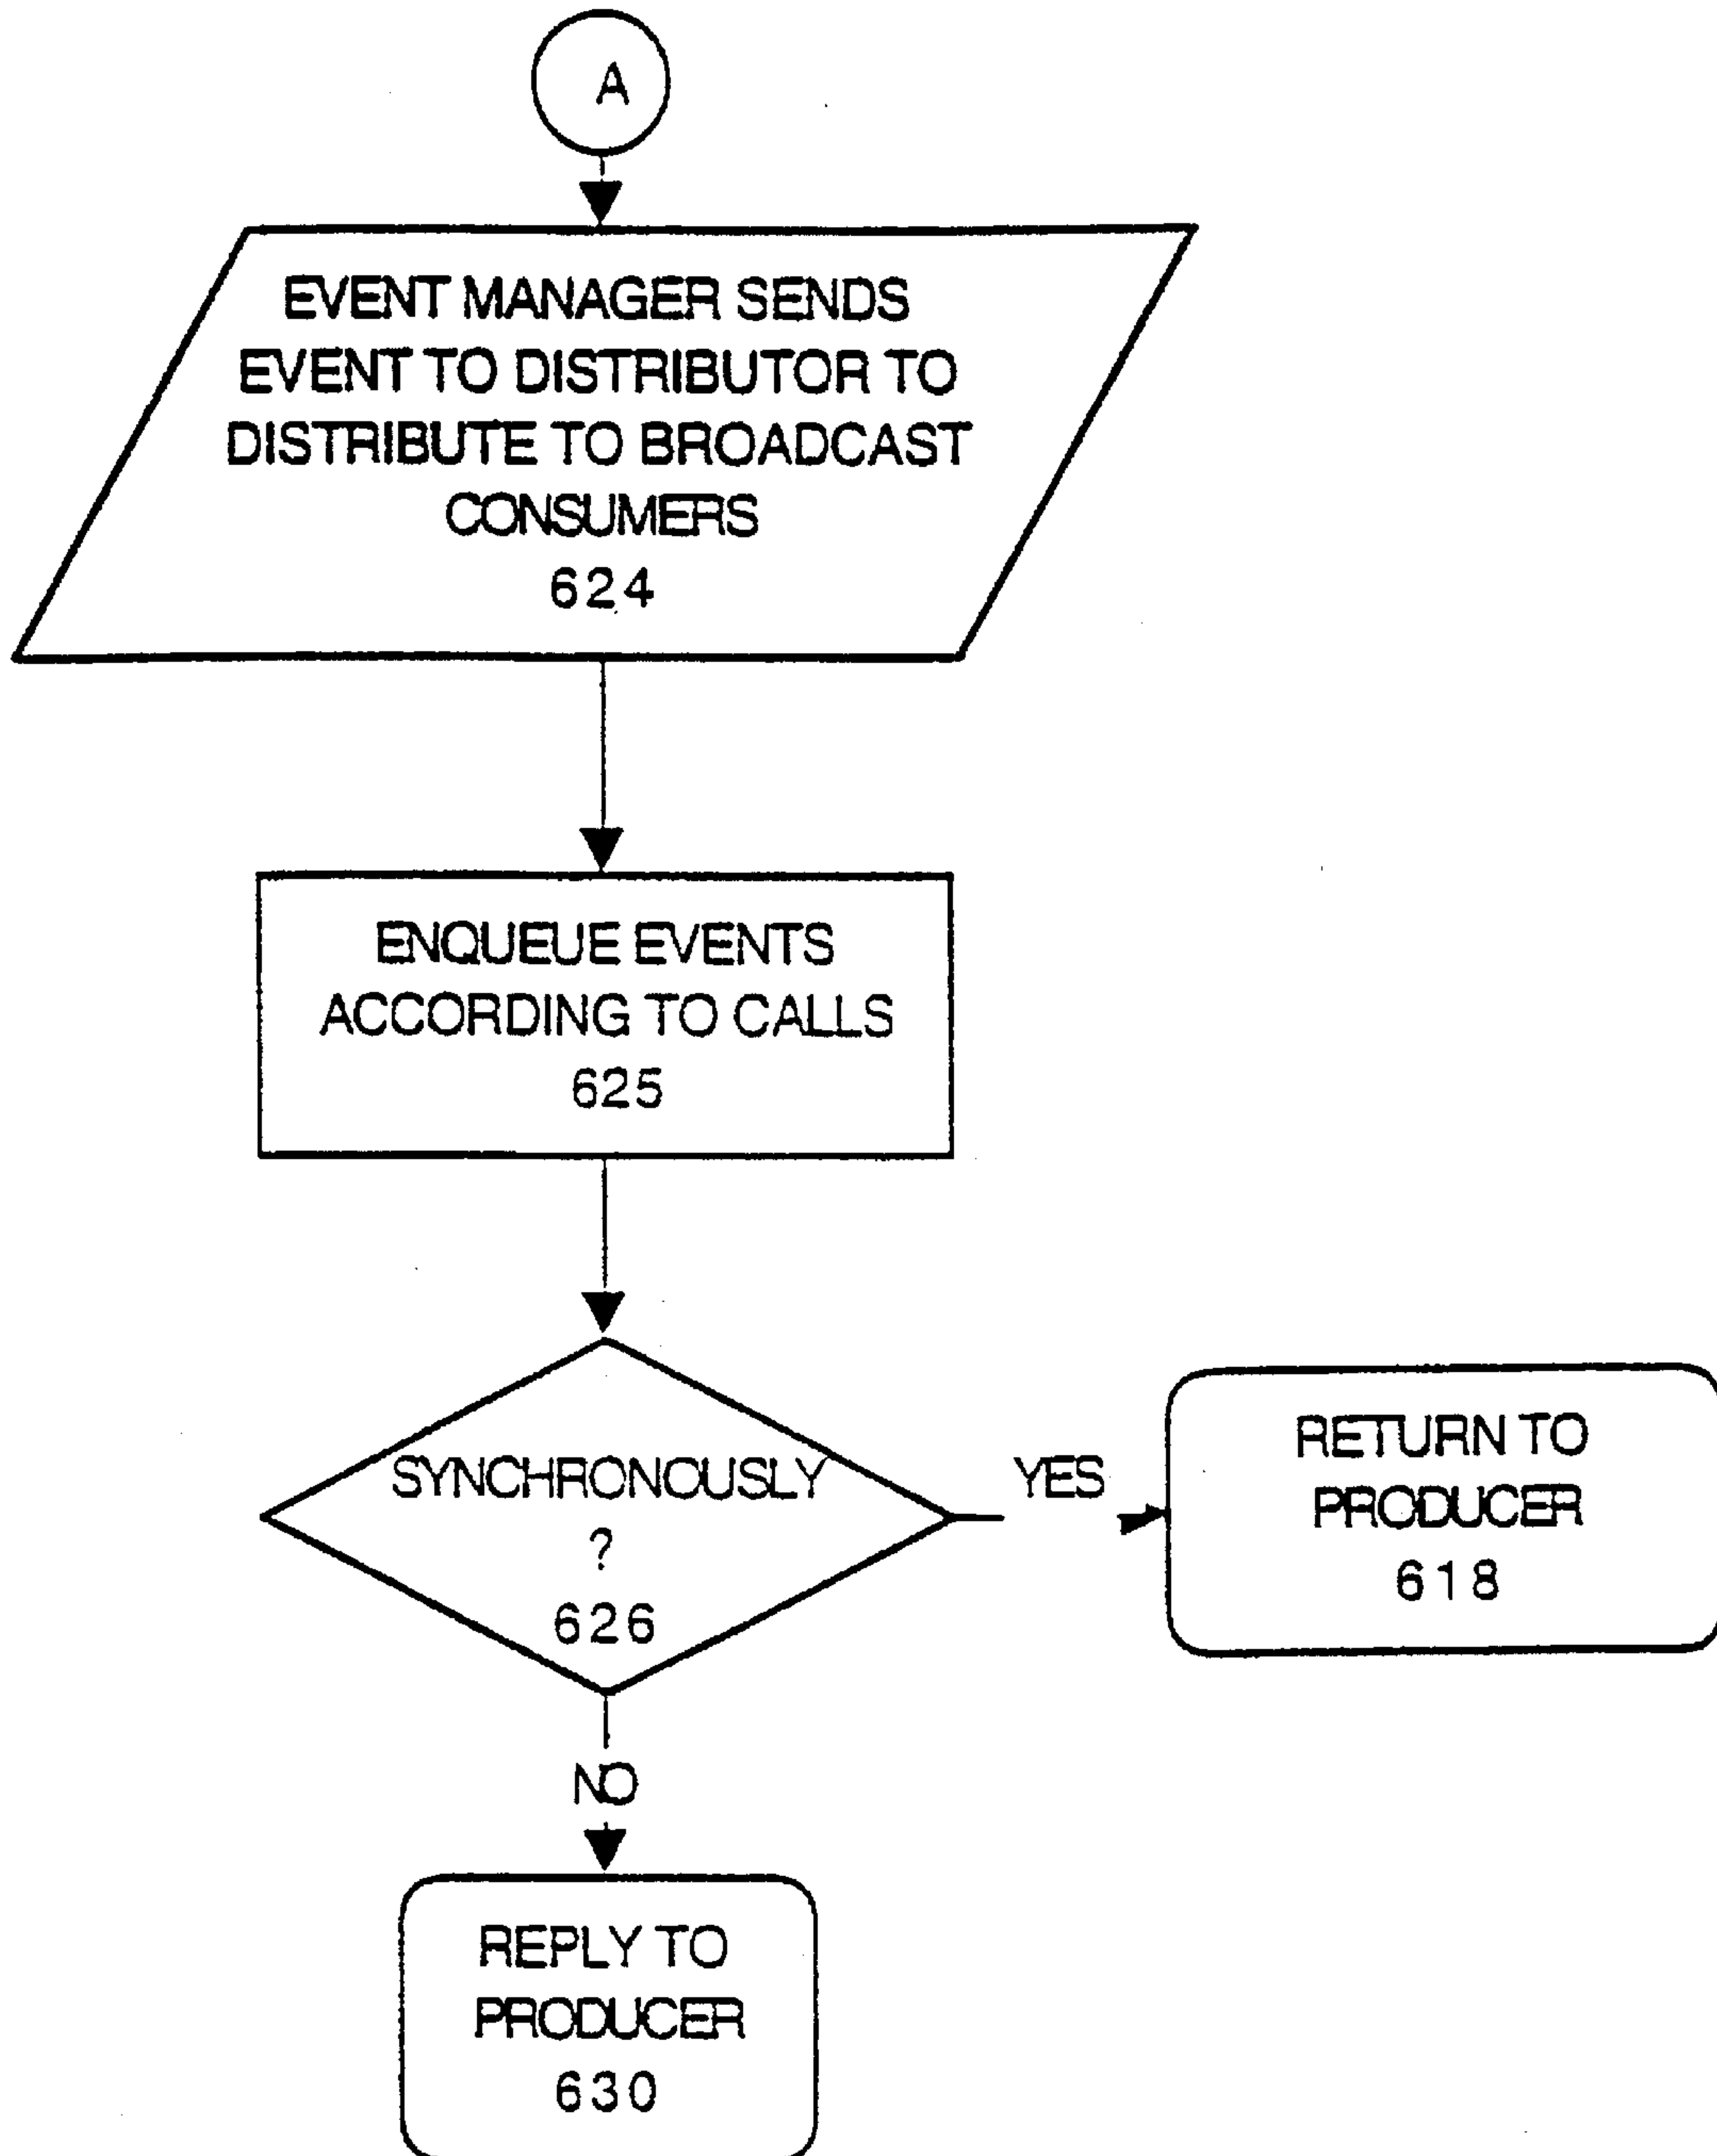 A
EVENT MANAGER SENDS
EVENT TO DISTRIBUTOR TO
DISTRIBUTE TO BROADCAST
CONSUMERS
624
ENQUEUE EVENTS
ACCORDING TO CALLS
625
SYNCHRONOUSLY
?
626
YES
RETURN TO
PRODUCER
618
NO
REPLY TO
PRODUCER
630